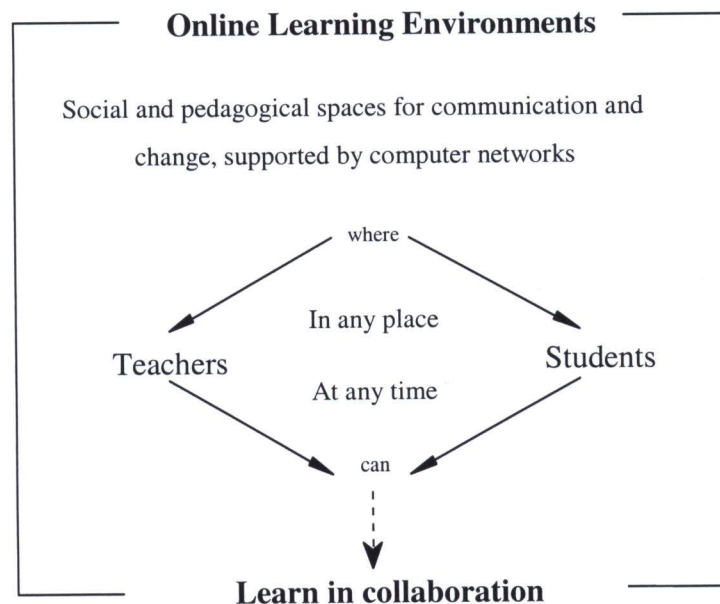 Online Learning Environments
Social and pedagogical spaces for communication and
change, supported by computer networks
where
In any place
Teachers
Students
At any time
can
Learn in collaboration